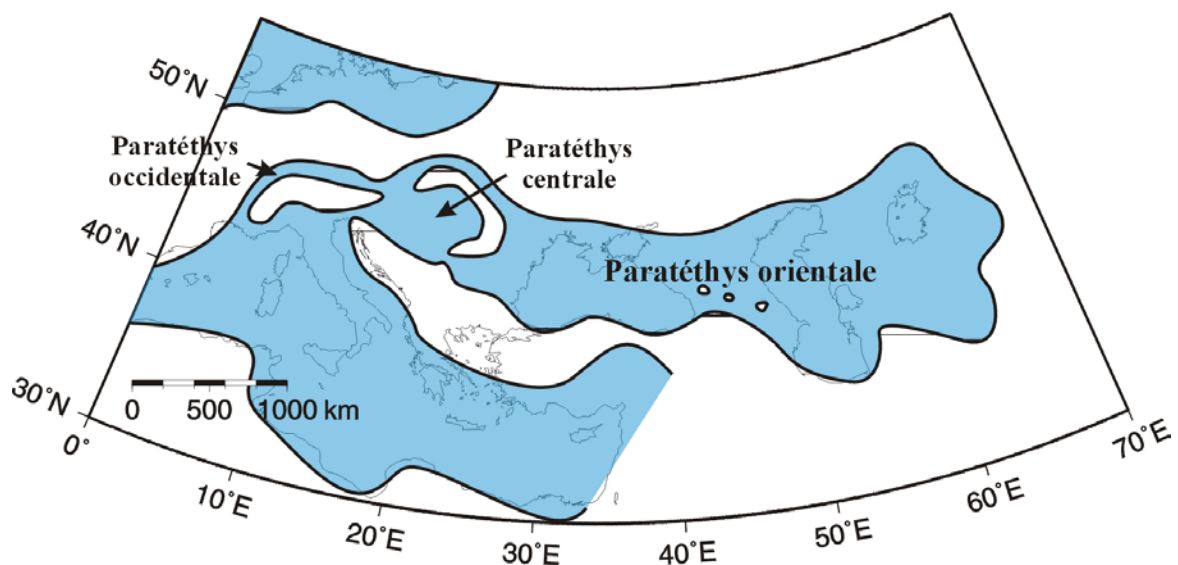 50°N
Paratéthys
occidentale
Paratéthys
centrale
40°N
Paratéthys orientale
0 500 1000 km
30°N
0°
10°E
20°E
30°E
40°E
50°E
60°E
70°E